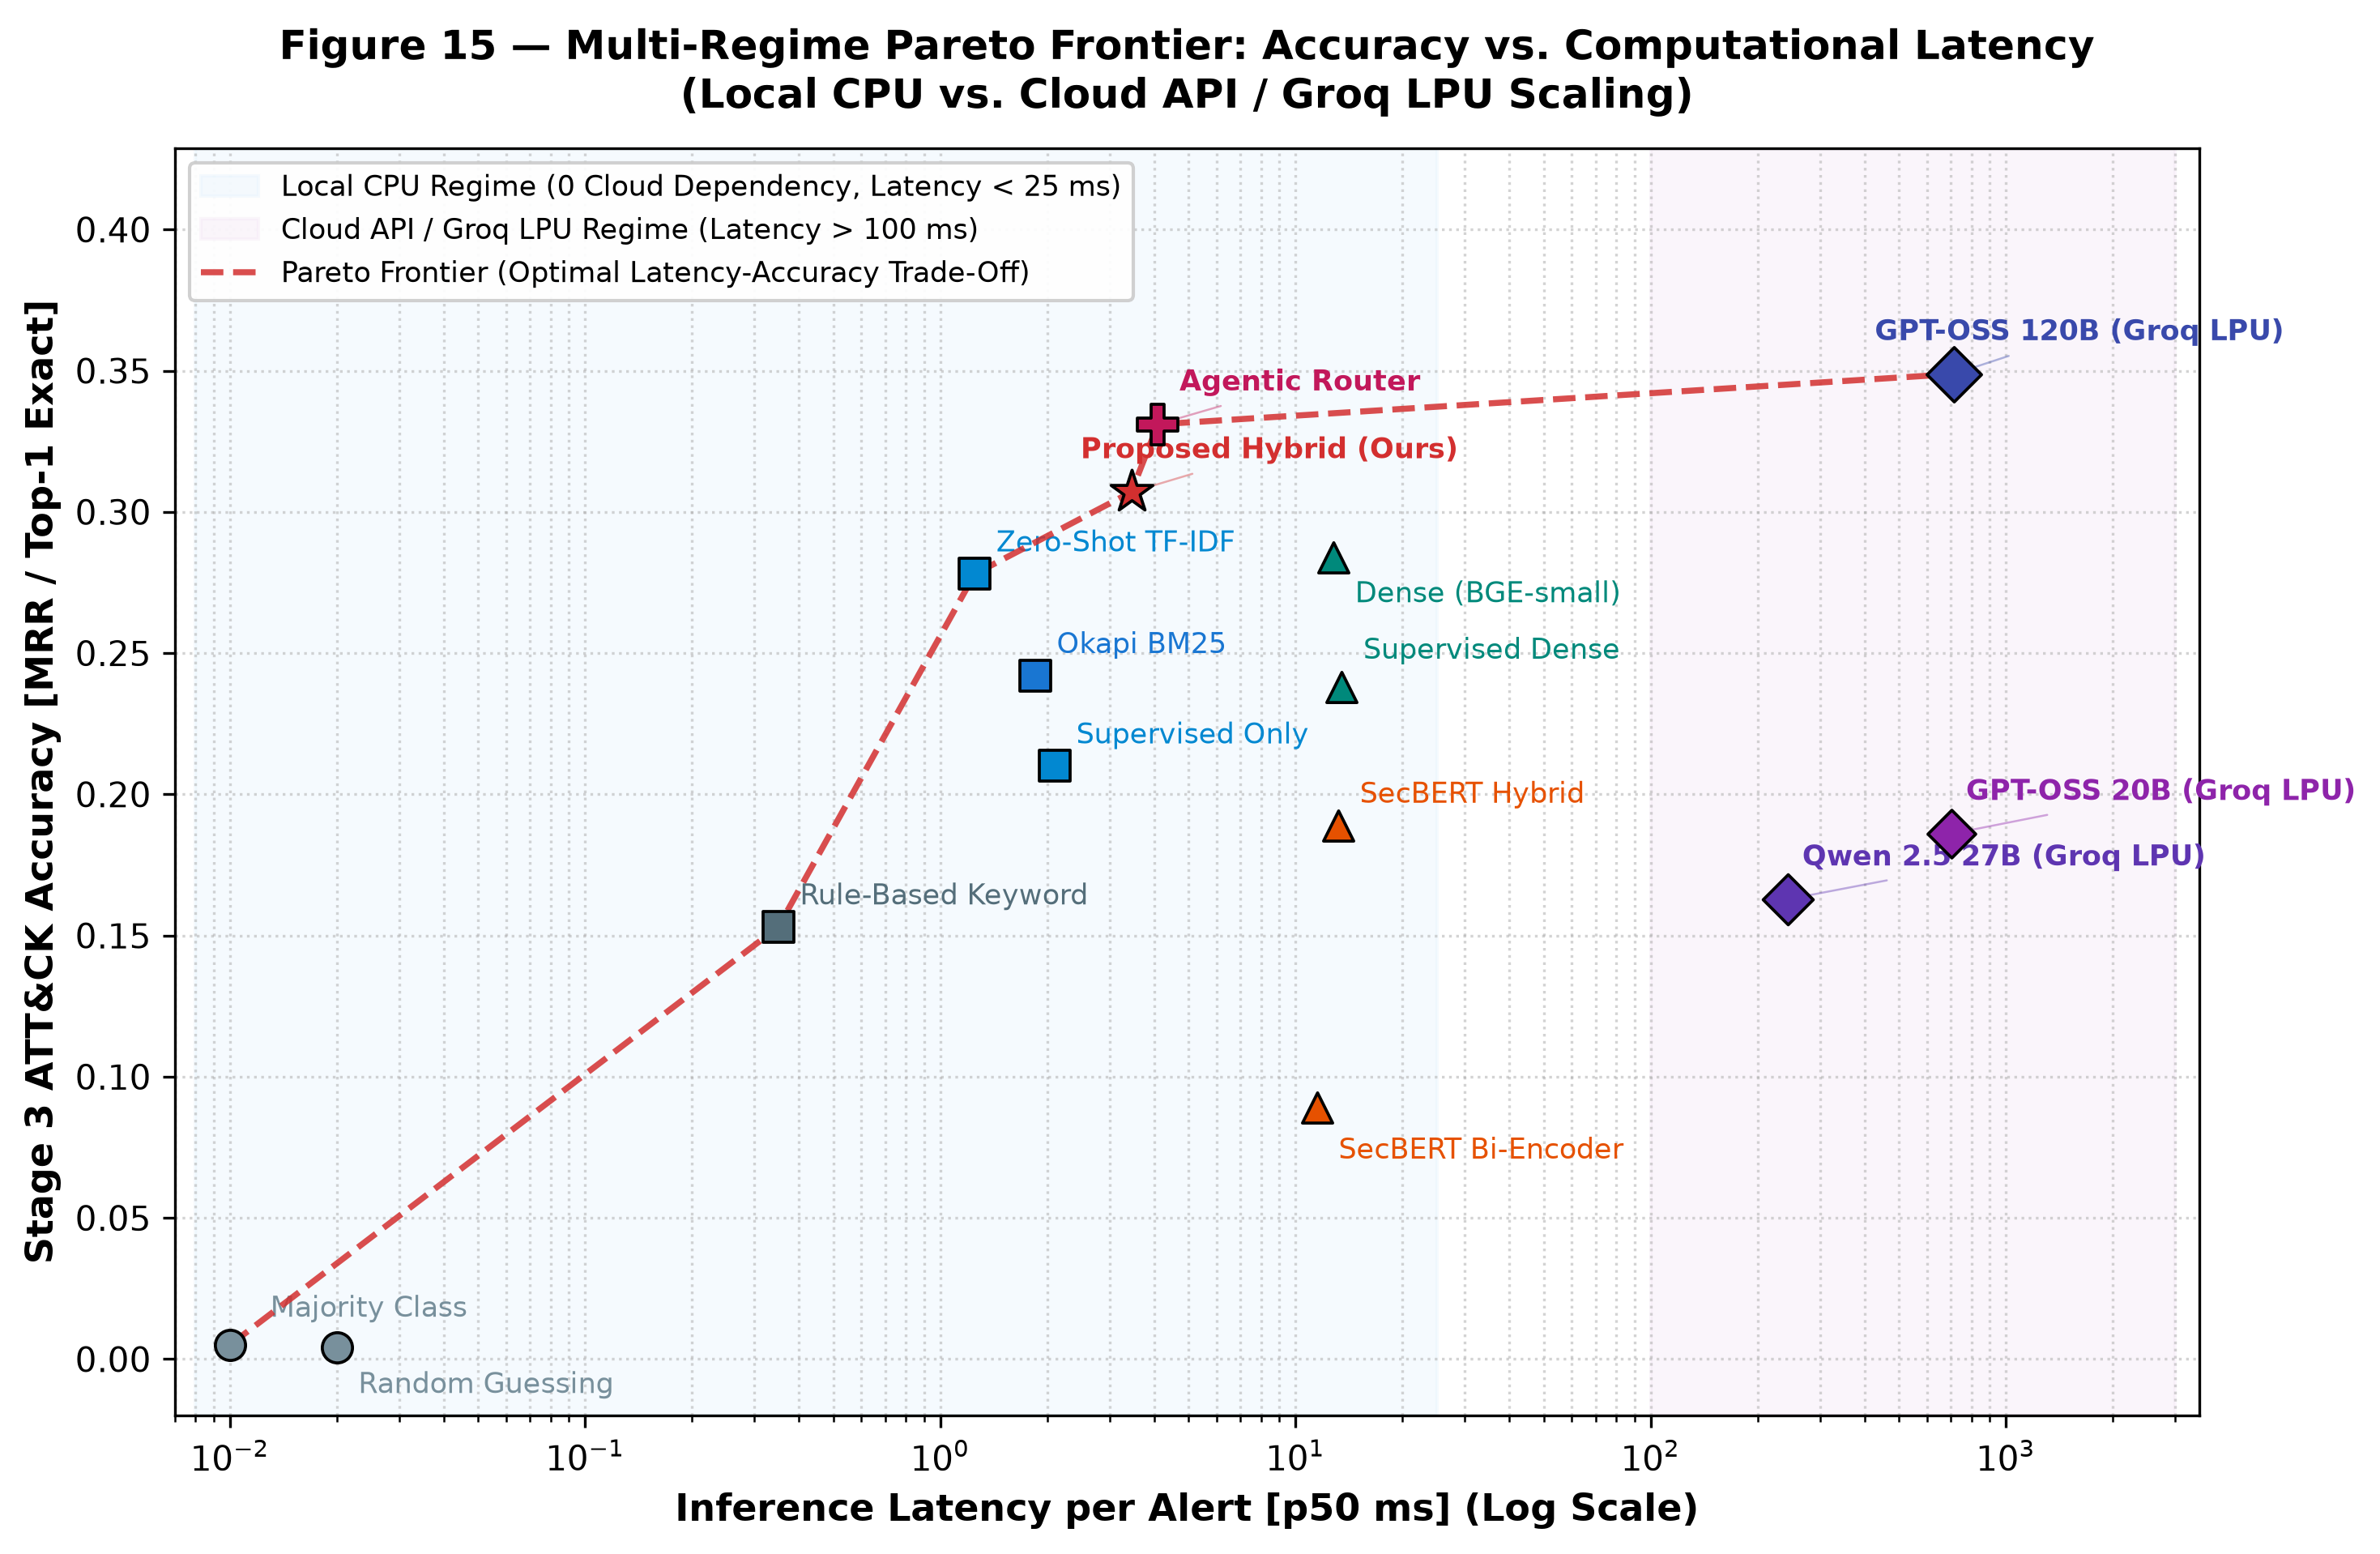 Figure 15 — Multi-Regime Pareto Frontier: Accuracy vs. Computational Latency
(Local CPU vs. Cloud API / Groq LPU Scaling)
Local CPU Regime (0 Cloud Dependency, Latency < 25 ms)
Cloud API / Groq LPU Regime (Latency > 100 ms)
Pareto Frontier (Optimal Latency-Accuracy Trade-Off)
Stage 3 ATT&CK Accuracy [MRR / Top-1 Exact]
0.40
0.35
0.30
0.25
0.20
0.15
0.10
0.05
0.00
GPT-OSS 120B (Groq LPU)
Agentic Router
Proposed Hybrid (Ours)
Zero-Shot TF-IDF
Dense (BGE-small)
Okapi BM25
Supervised Dense
Supervised Only
SecBERT Hybrid
GPT-OSS 20B (Groq LPU)
Qwen 2.5 27B (Groq LPU)
Rule-Based Keyword
SecBERT Bi-Encoder
Majority Class
Random Guessing
10⁻² 10⁻¹ 10⁰ 10¹ 10² 10³
Inference Latency per Alert [p50 ms] (Log Scale)